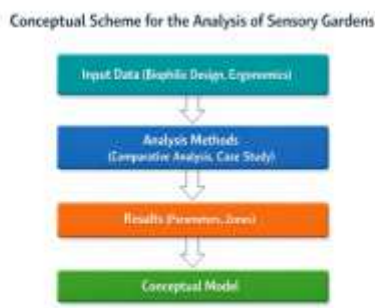 Conceptual Scheme for the Analysis of Sensory Gardens
Input Data (Biophilic Design, Ergonomics)
Analysis Methods
(Comparative Analysis, Case Study)
Results (Parameters, Zones)
Conceptual Model